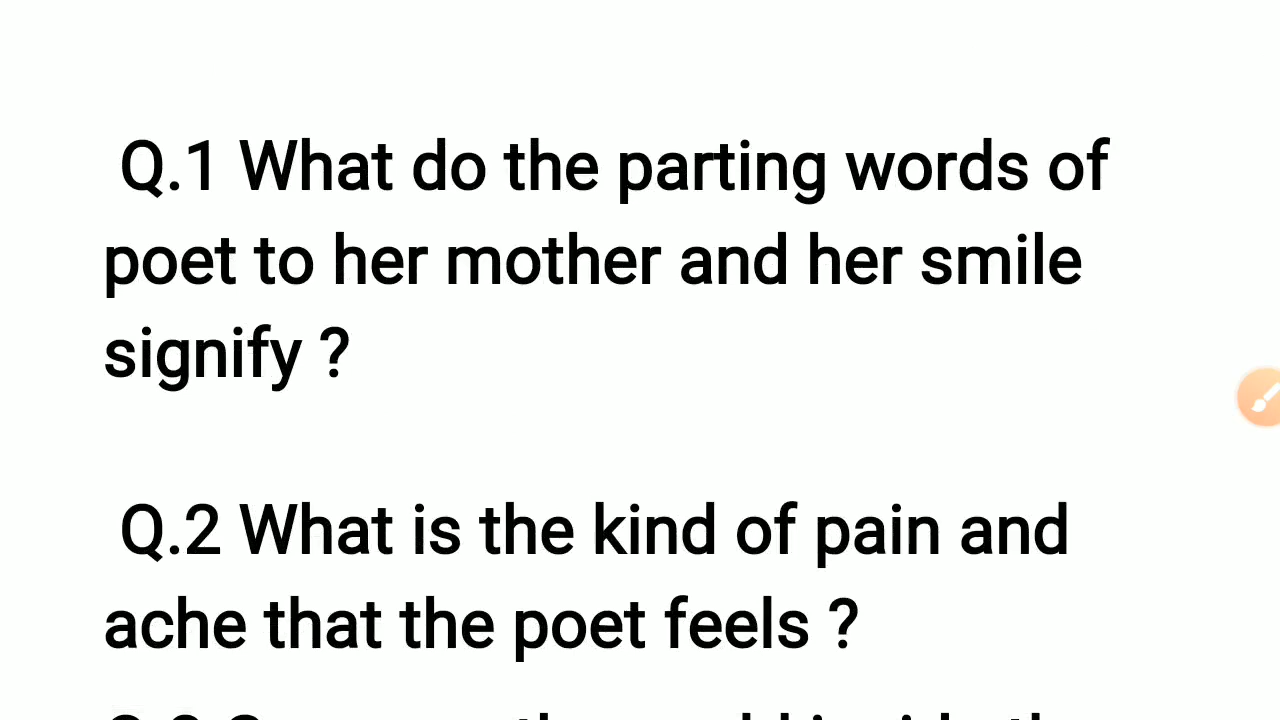 Q.1 What do the parting words of
poet to her mother and her smile
signify ?
Q.2 What is the kind of pain and
ache that the poet feels ?